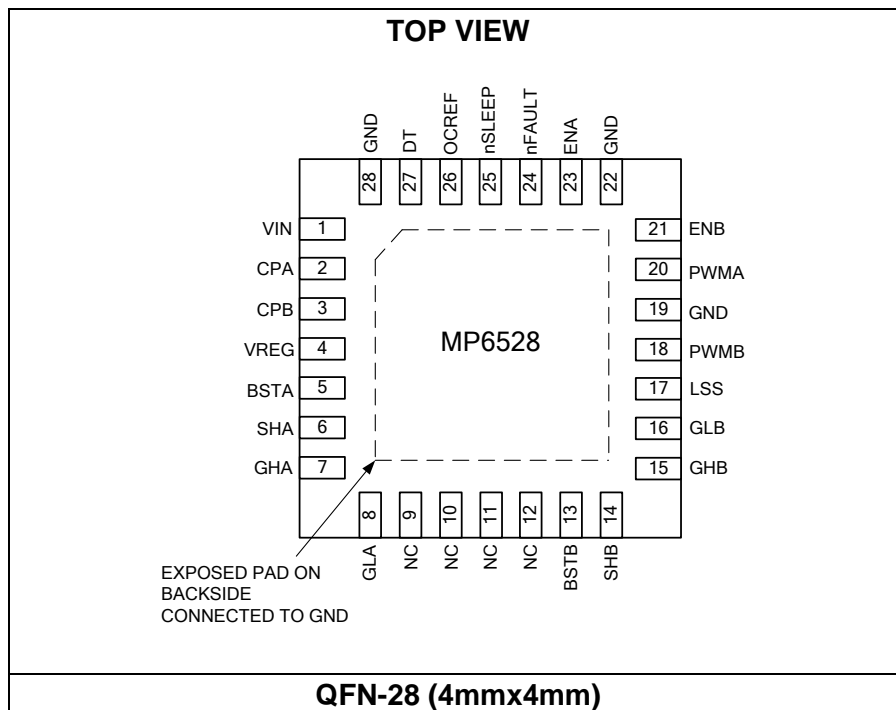 TOP VIEW
GND
DT
OCREF
nSLEEP
nFAULT
ENA
GND
28
27
26
25
24
23
22
VIN 1
CPA 2
CPB 3
VREG 4
BSTA 5
SHA 6
GHA 7
MP6528
21 ENB
20 PWMA
19 GND
18 PWMB
17 LSS
16 GLB
15 GHB
8
9
10
11
12
13
14
GLA
NC
NC
NC
NC
BSTB
SHB
EXPOSED PAD ON
BACKSIDE
CONNECTED TO GND
QFN-28 (4mmx4mm)